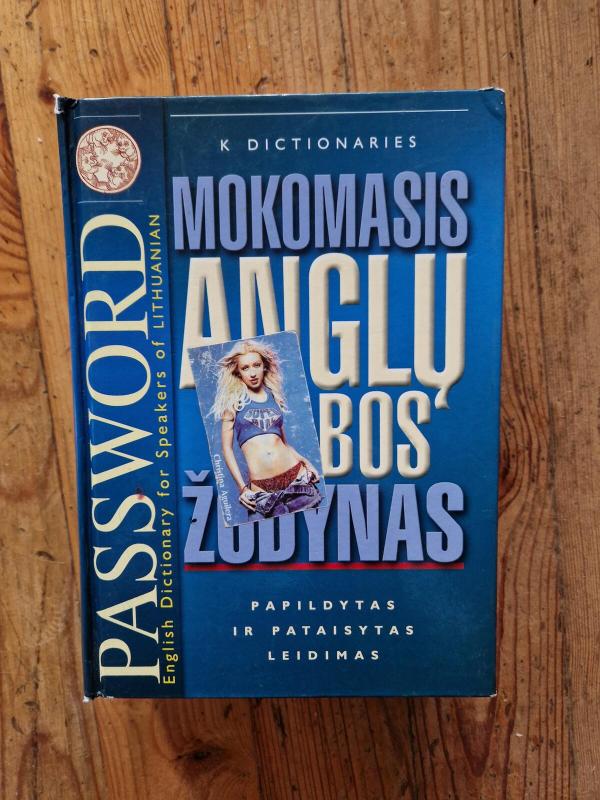 PASSWORD
English Dictionary for Speakers of LITHUANIAN
K DICTIONARIES
MOKOMASIS
ANGLŲ
BOS
ŽODYNAS
Christina Aguilera
PAPILDYTAS
IR PATAISYTAS
LEIDIMAS